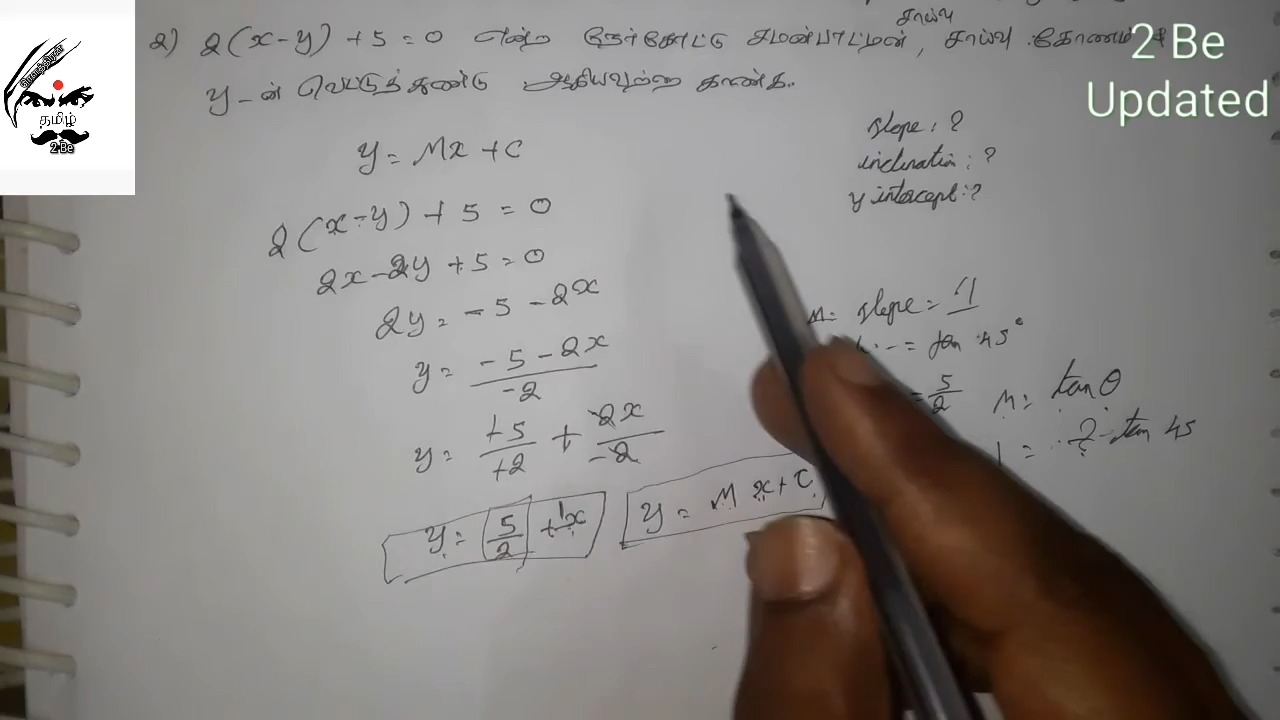 2 Be
Updated
தமிழ்
2 Be
சாய்வு
2) 2(x-y) +5 = 0 என்ற நேர்கோட்டு சமன்பாட்டின், சாய்வு கோணம்
y-ன் வெட்டுத்துண்டு ஆகியவற்றை காண்க.
y = Mx + C
2(x-y) + 5 = 0
2x-2y +5 = 0
2y = -5 -2x
y = -5-2x / -2
y = +5/+2 + -2x/-2
y = 5/2 + 1x
y = M x + C
slope: ?
inclination: ?
y intercept: ?
M= slope = 1
= tan 45°
= 5/2
M= tan θ
1 = ? tan 45